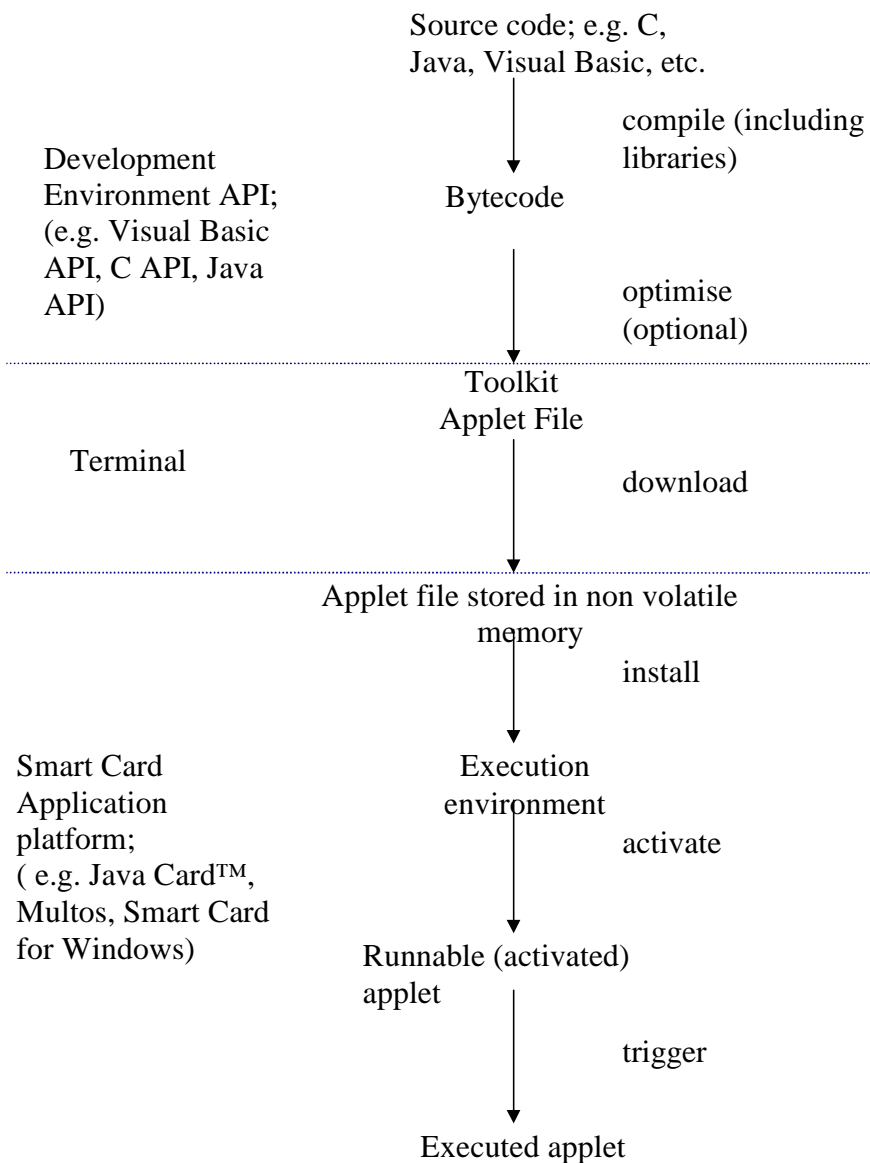 Source code; e.g. C,
Java, Visual Basic, etc.
compile (including
libraries)
Development
Environment API;
(e.g. Visual Basic
API, C API, Java
API)
Bytecode
optimise
(optional)
Toolkit
Applet File
Terminal
download
Applet file stored in non volatile
memory
install
Smart Card
Application
platform;
( e.g. Java Card™,
Multos, Smart Card
for Windows)
Execution
environment
activate
Runnable (activated)
applet
trigger
Executed applet